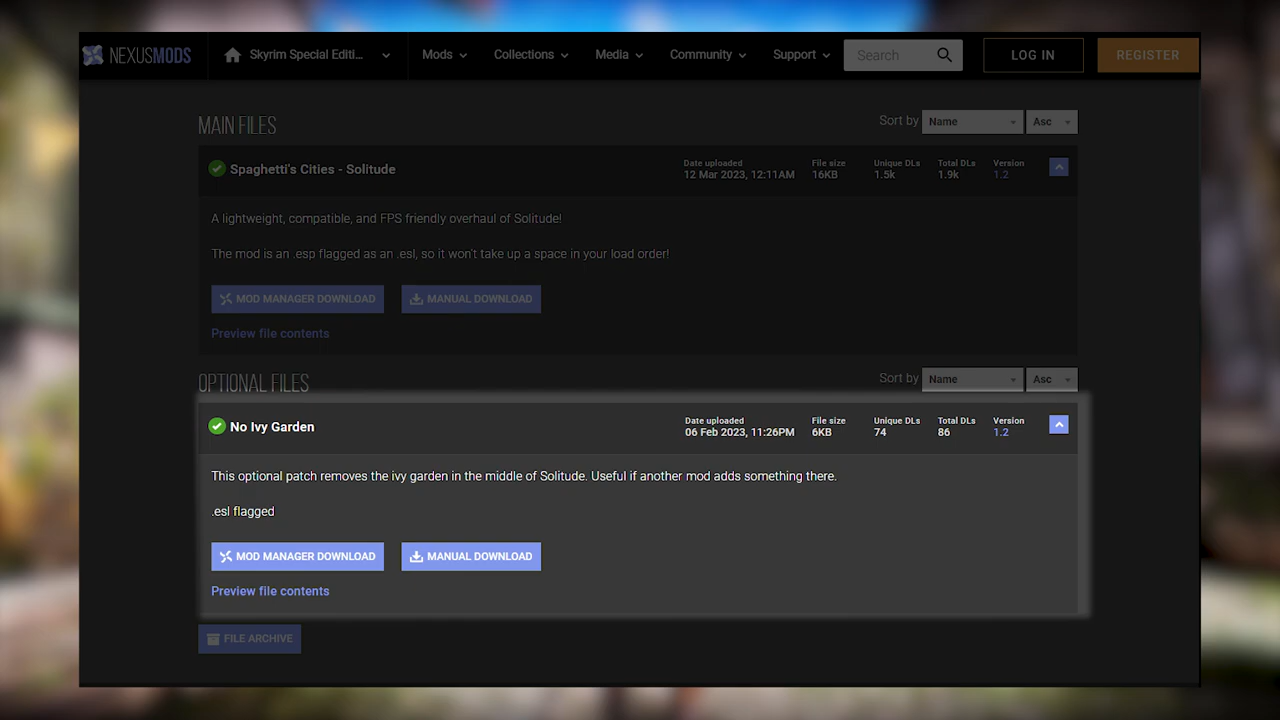 NEXUSMODS Skyrim Special Editi... Mods Collections Media Community Support Search LOG IN REGISTER
MAIN FILES Sort by Name Asc
Spaghetti's Cities - Solitude
Date uploaded File size Unique DLs Total DLs Version
12 Mar 2023, 12:11AM 16KB 1.5k 1.9k 1.2
A lightweight, compatible, and FPS friendly overhaul of Solitude!
The mod is an .esp flagged as an .esl, so it won't take up a space in your load order!
MOD MANAGER DOWNLOAD MANUAL DOWNLOAD
Preview file contents
OPTIONAL FILES Sort by Name Asc
No Ivy Garden
Date uploaded File size Unique DLs Total DLs Version
06 Feb 2023, 11:26PM 6KB 74 86 1.2
This optional patch removes the ivy garden in the middle of Solitude. Useful if another mod adds something there.
.esl flagged
MOD MANAGER DOWNLOAD MANUAL DOWNLOAD
Preview file contents
FILE ARCHIVE